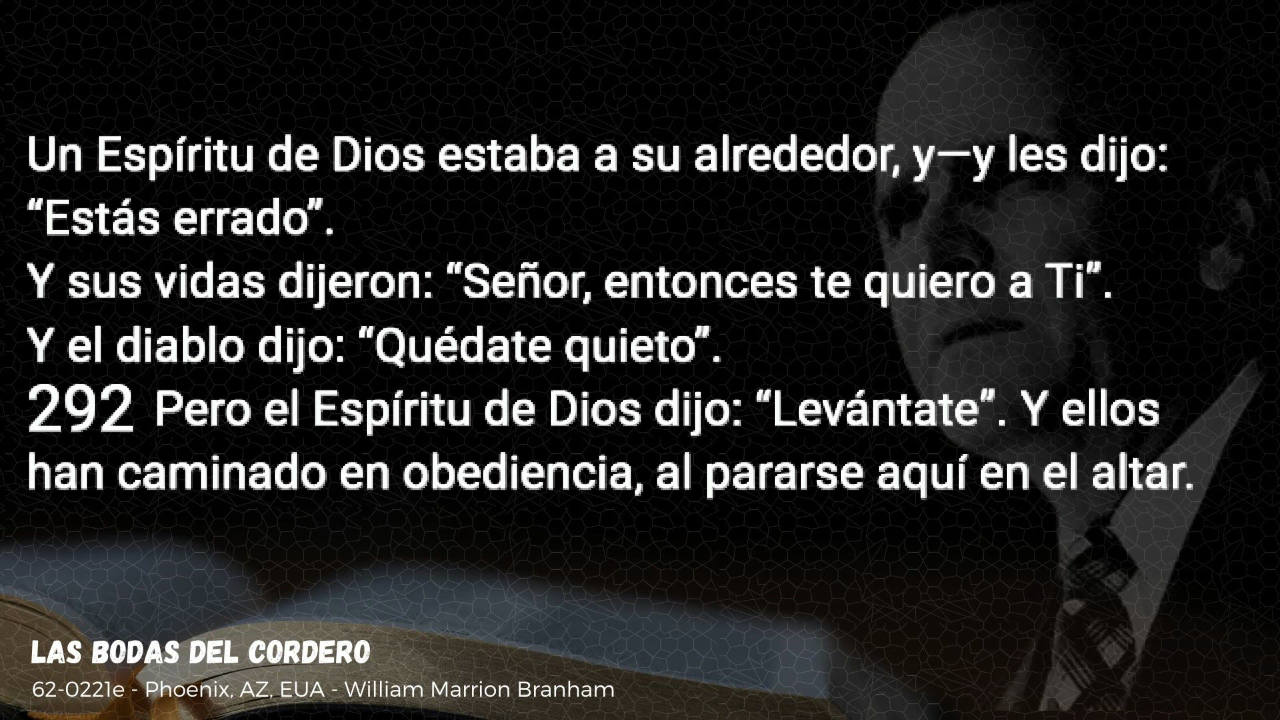 Un Espíritu de Dios estaba a su alrededor, y—y les dijo:
“Estás errado”.
Y sus vidas dijeron: “Señor, entonces te quiero a Ti”.
Y el diablo dijo: “Quédate quieto”.
292 Pero el Espíritu de Dios dijo: “Levántate”. Y ellos
han caminado en obediencia, al pararse aquí en el altar.
LAS BODAS DEL CORDERO
62-0221e - Phoenix, AZ, EUA - William Marrion Branham